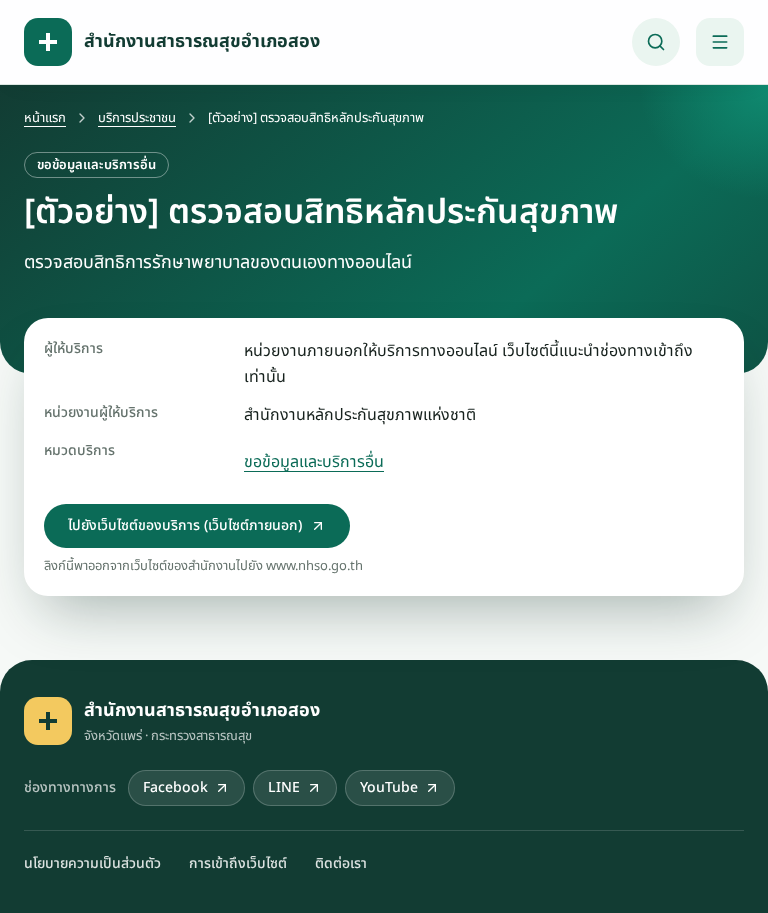 สำนักงานสาธารณสุขอำเภอสอง
หน้าแรก
บริการประชาชน
[ตัวอย่าง] ตรวจสอบสิทธิหลักประกันสุขภาพ
ขอข้อมูลและบริการอื่น
[ตัวอย่าง] ตรวจสอบสิทธิหลักประกันสุขภาพ
ตรวจสอบสิทธิการรักษาพยาบาลของตนเองทางออนไลน์
ผู้ให้บริการ
หน่วยงานภายนอกให้บริการทางออนไลน์ เว็บไซต์นี้แนะนำช่องทางเข้าถึง
เท่านั้น
หน่วยงานผู้ให้บริการ
สำนักงานหลักประกันสุขภาพแห่งชาติ
หมวดบริการ
ขอข้อมูลและบริการอื่น
ไปยังเว็บไซต์ของบริการ (เว็บไซต์ภายนอก)
ลิงก์นี้พาออกจากเว็บไซต์ของสำนักงานไปยัง www.nhso.go.th
สำนักงานสาธารณสุขอำเภอสอง
จังหวัดแพร่ · กระทรวงสาธารณสุข
ช่องทางทางการ
Facebook
LINE
YouTube
นโยบายความเป็นส่วนตัว
การเข้าถึงเว็บไซต์
ติดต่อเรา